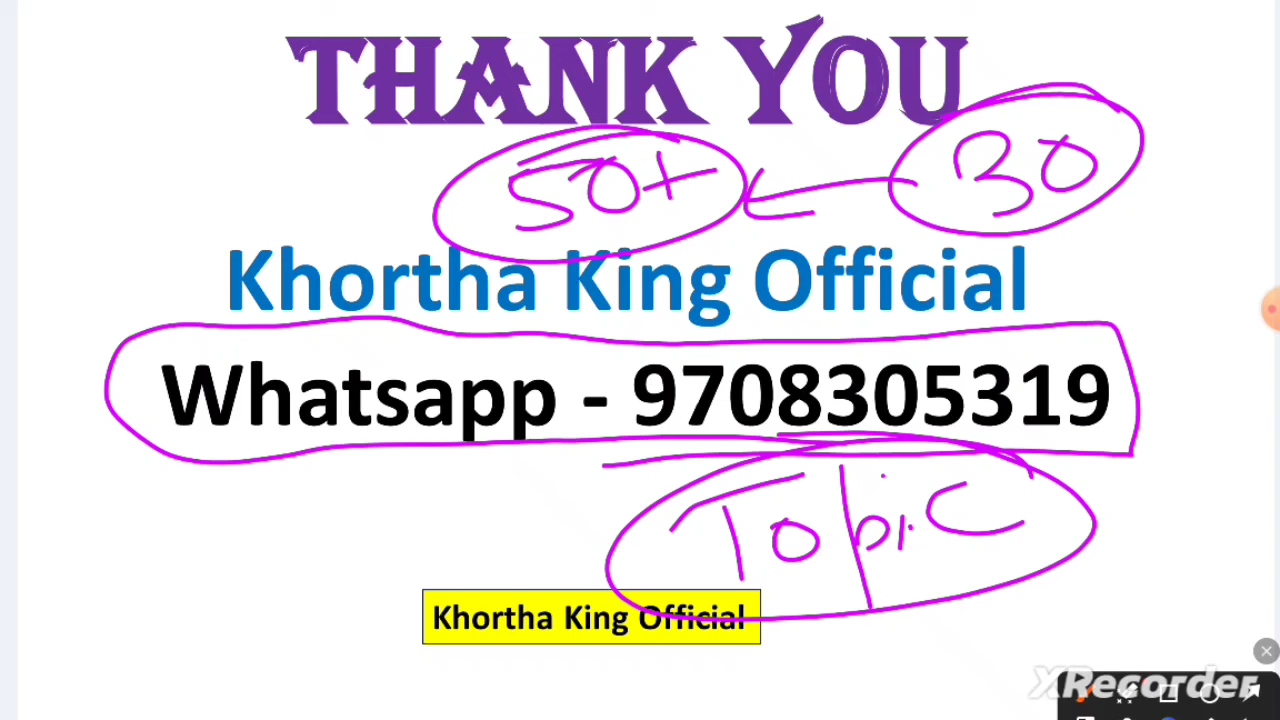 THANK YOU
50+ 30
Khortha King Official
Whatsapp - 9708305319
Topic
Khortha King Official
XRecorder